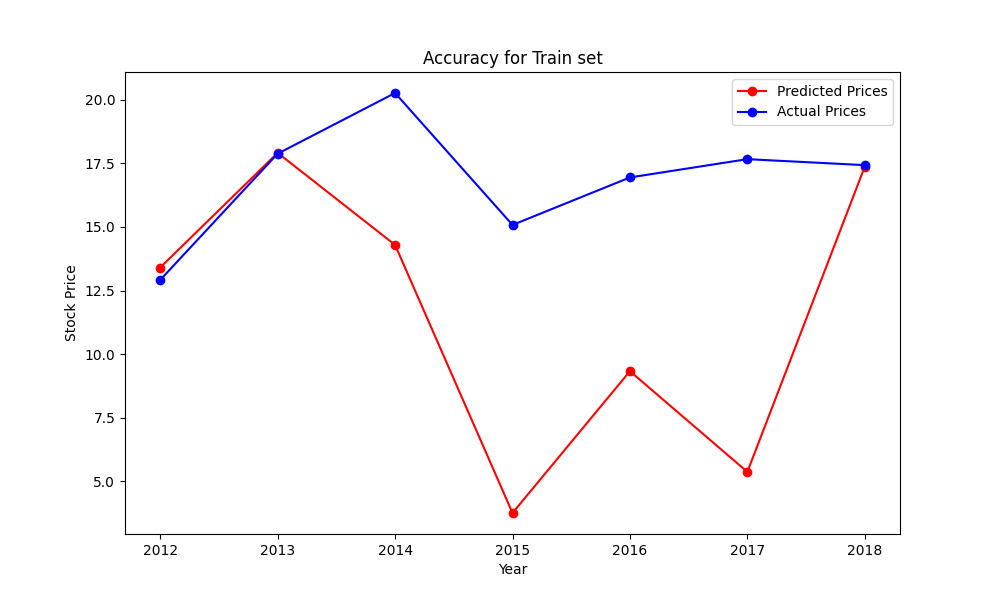 Accuracy for Train set
Predicted Prices
Actual Prices
20.0
17.5
15.0
12.5
10.0
7.5
5.0
Stock Price
2012 2013 2014 2015 2016 2017 2018
Year